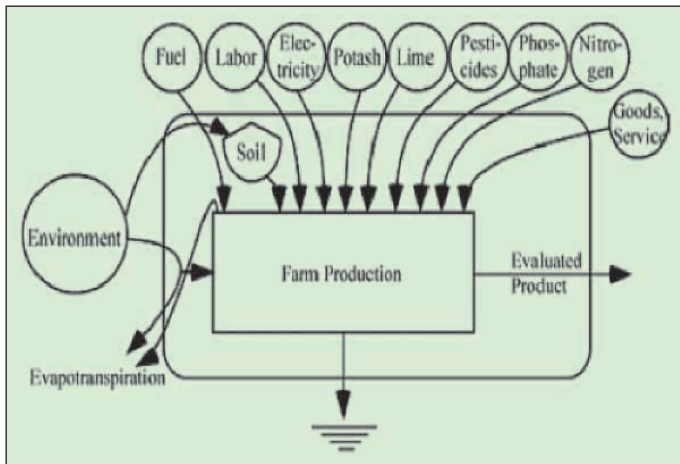 Fuel
Labor
Elec-
tricity
Potash
Lime
Pesti-
cides
Phos-
phate
Nitro-
gen
Goods,
Service
Soil
Environment
Farm Production
Evaluated
Product
Evapotranspiration